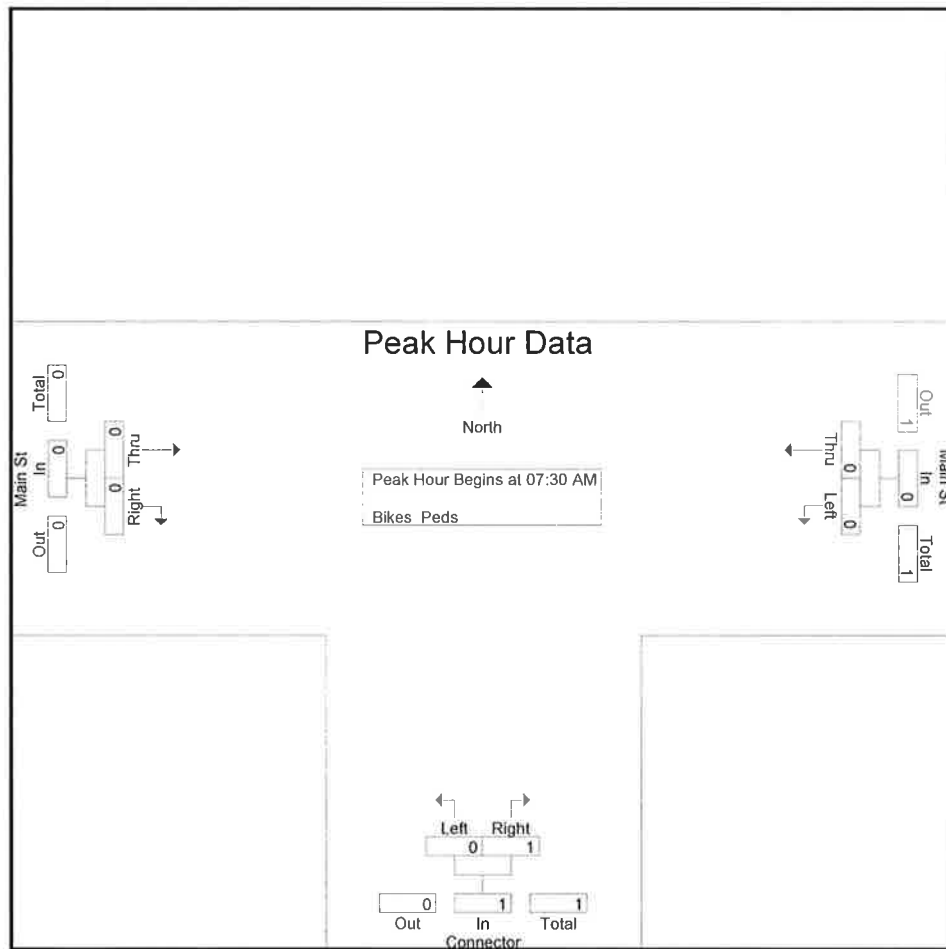 Peak Hour Data
North
Peak Hour Begins at 07:30 AM
Bikes Peds
Main St
Out In Total
0 0 0
Right Thru
0 0
Main St
Out In Total
1 0 1
Thru Left
0 0
Left Right
0 1
0 1 1
Out In Total
Connector